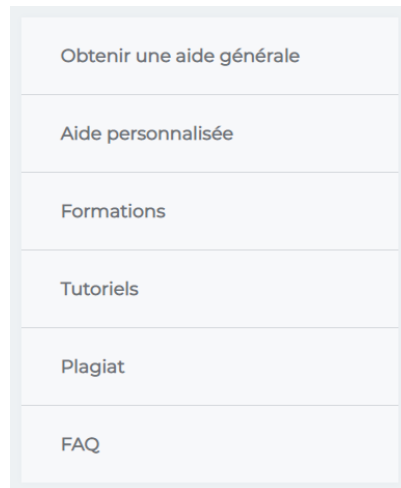 Obtenir une aide générale
Aide personnalisée
Formations
Tutoriels
Plagiat
FAQ